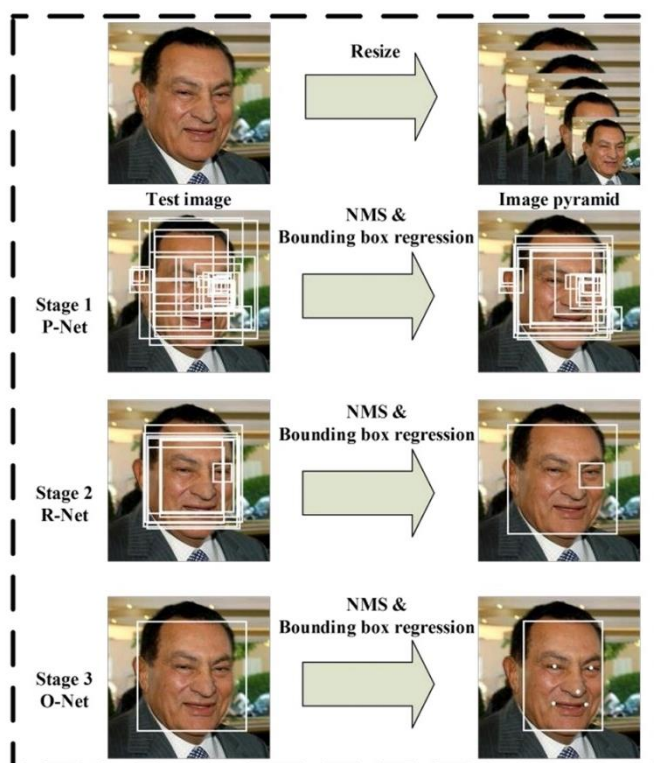 Resize
Test image
Image pyramid
NMS &
Bounding box regression
Stage 1
P-Net
NMS &
Bounding box regression
Stage 2
R-Net
NMS &
Bounding box regression
Stage 3
O-Net